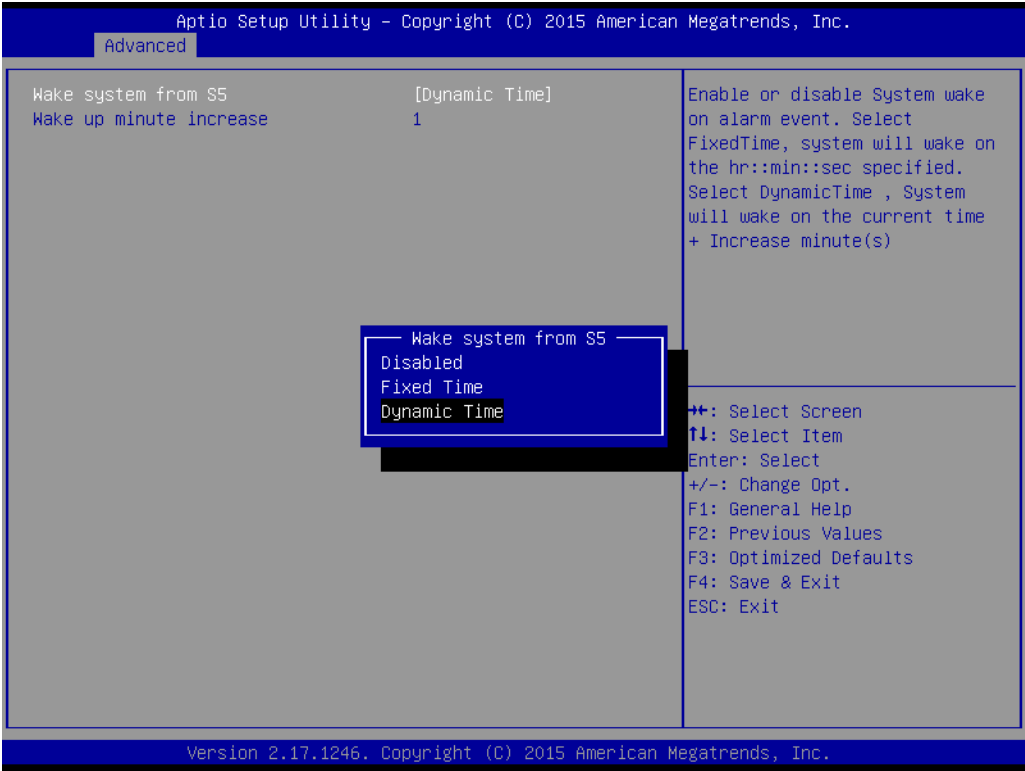 Aptio Setup Utility – Copyright (C) 2015 American Megatrends, Inc.
Advanced
Wake system from S5 [Dynamic Time]
Wake up minute increase 1
Enable or disable System wake
on alarm event. Select
FixedTime, system will wake on
the hr::min::sec specified.
Select DynamicTime , System
will wake on the current time
+ Increase minute(s)
Wake system from S5
Disabled
Fixed Time
Dynamic Time
→←: Select Screen
↑↓: Select Item
Enter: Select
+/-: Change Opt.
F1: General Help
F2: Previous Values
F3: Optimized Defaults
F4: Save & Exit
ESC: Exit
Version 2.17.1246. Copyright (C) 2015 American Megatrends, Inc.